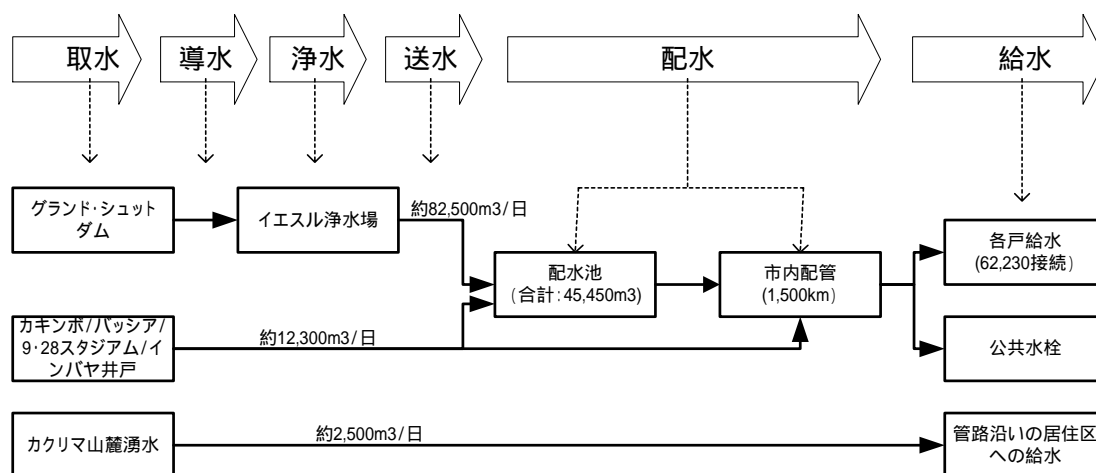 取水
導水
浄水
送水
配水
給水
グランド・シュット
ダム
イエスル浄水場
約82,500m3/日
配水池
(合計:45,450m3)
市内配管
(1,500km)
各戸給水
(62,230接続)
カキンボ/バッシア/
9・28スタジアム/イ
ンバヤ井戸
約12,300m3/日
公共水栓
カクリマ山麓湧水
約2,500m3/日
管路沿いの居住区
への給水